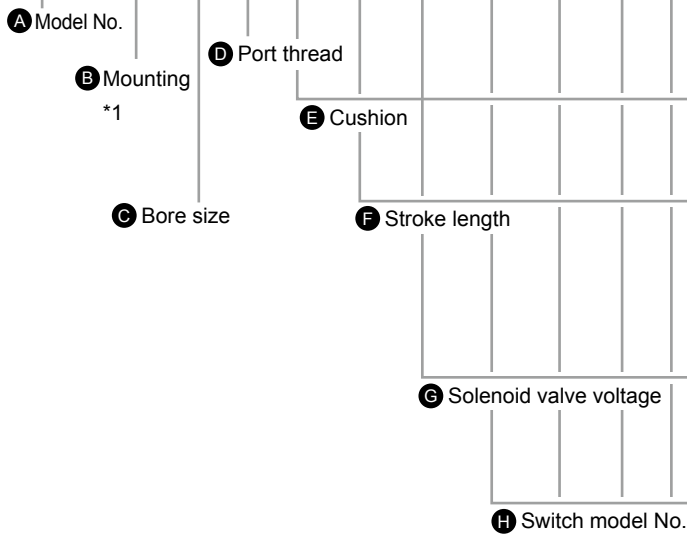 A Model No.
D Port thread
B Mounting
*1
E Cushion
C Bore size
F Stroke length
G Solenoid valve voltage
H Switch model No.